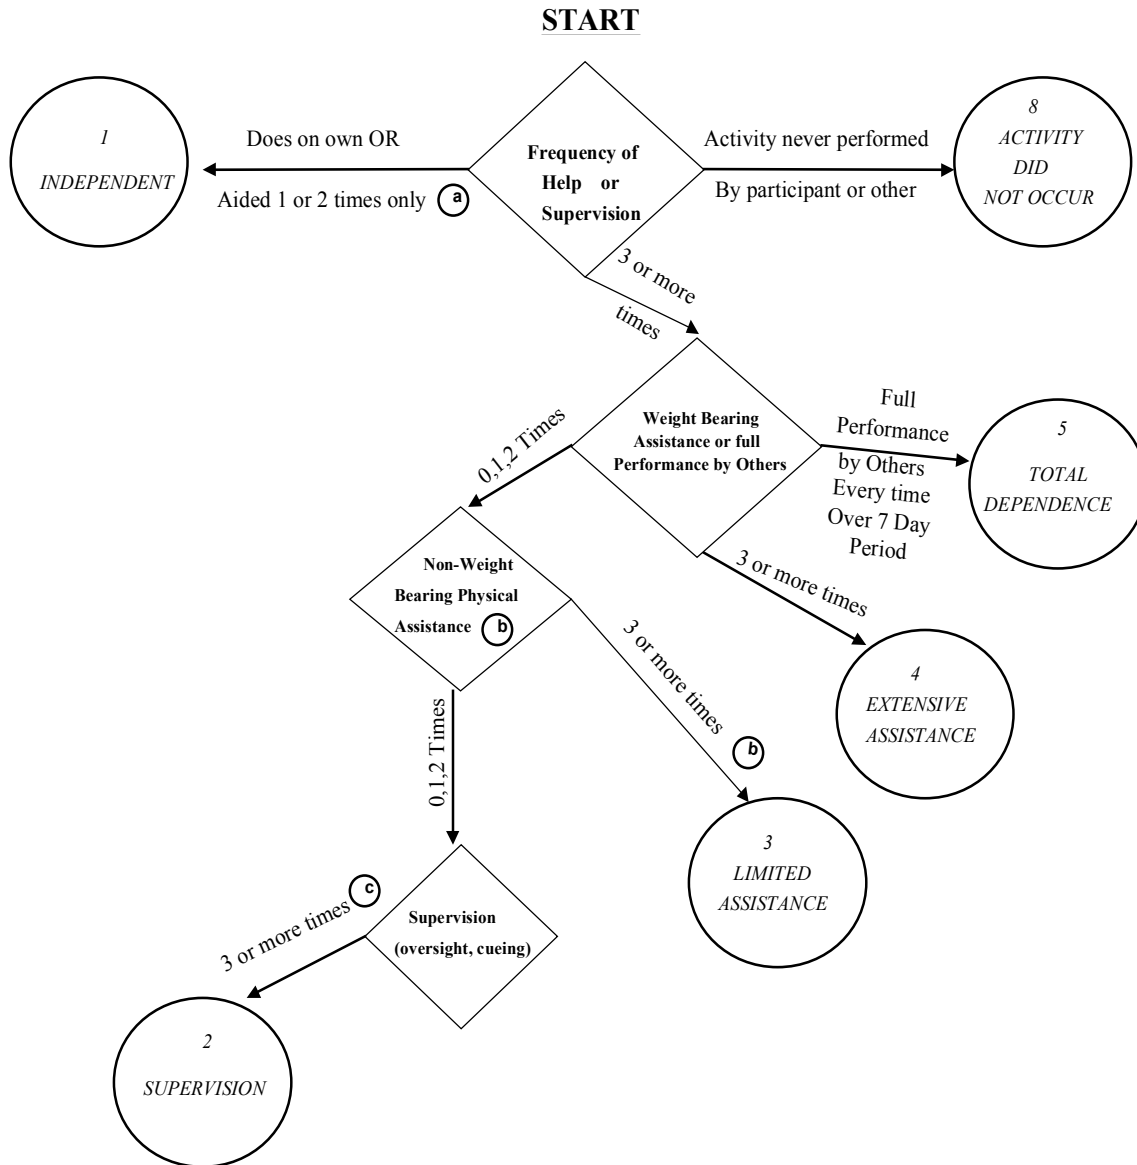 START
1
INDEPENDENT
Does on own OR
Aided 1 or 2 times only a
Frequency of
Help or
Supervision
Activity never performed
By participant or other
8
ACTIVITY
DID
NOT OCCUR
3 or more
times
Weight Bearing
Assistance or full
Performance by Others
Full
Performance
by Others
Every time
Over 7 Day
Period
5
TOTAL
DEPENDENCE
0,1,2 Times
3 or more times
4
EXTENSIVE
ASSISTANCE
Non-Weight
Bearing Physical
Assistance b
3 or more times b
3
LIMITED
ASSISTANCE
0,1,2 Times
Supervision
(oversight, cueing)
3 or more times c
2
SUPERVISION